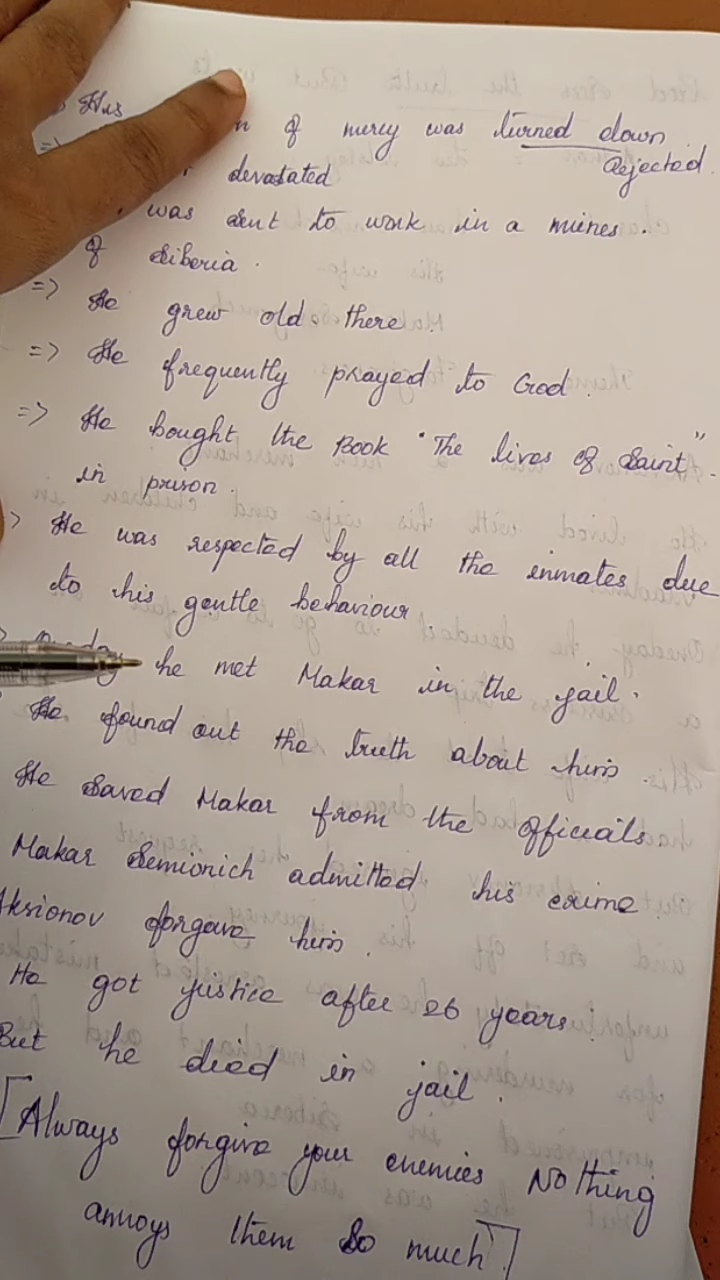 => His
n of mercy was turned down
Rejected.
devastated
was sent to work in a mines.
of Siberia.
=> He grew old there.
=> He frequently prayed to God.
=> He bought the Book "The lives of Saint"
in prison.
> He was respected by all the inmates due
to his gentle behaviour
he met Makar in the jail.
He found out the truth about him.
He Saved Makar from the officials
Makar Semionich admitted his crime
Aksionov forgave him.
He got justice after 26 years.
But he died in jail.
[Always forgive your enemies Nothing
annoys them so much]